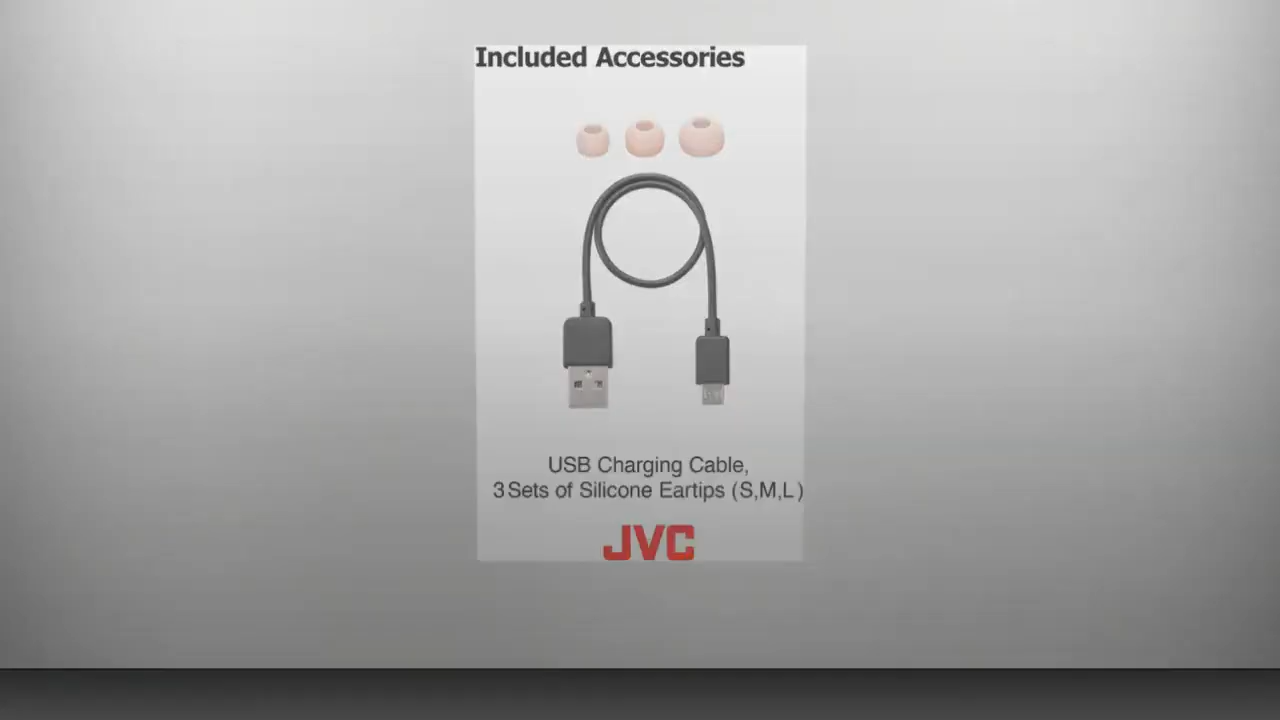 Included Accessories
USB Charging Cable,
3 Sets of Silicone Eartips (S,M,L)
JVC